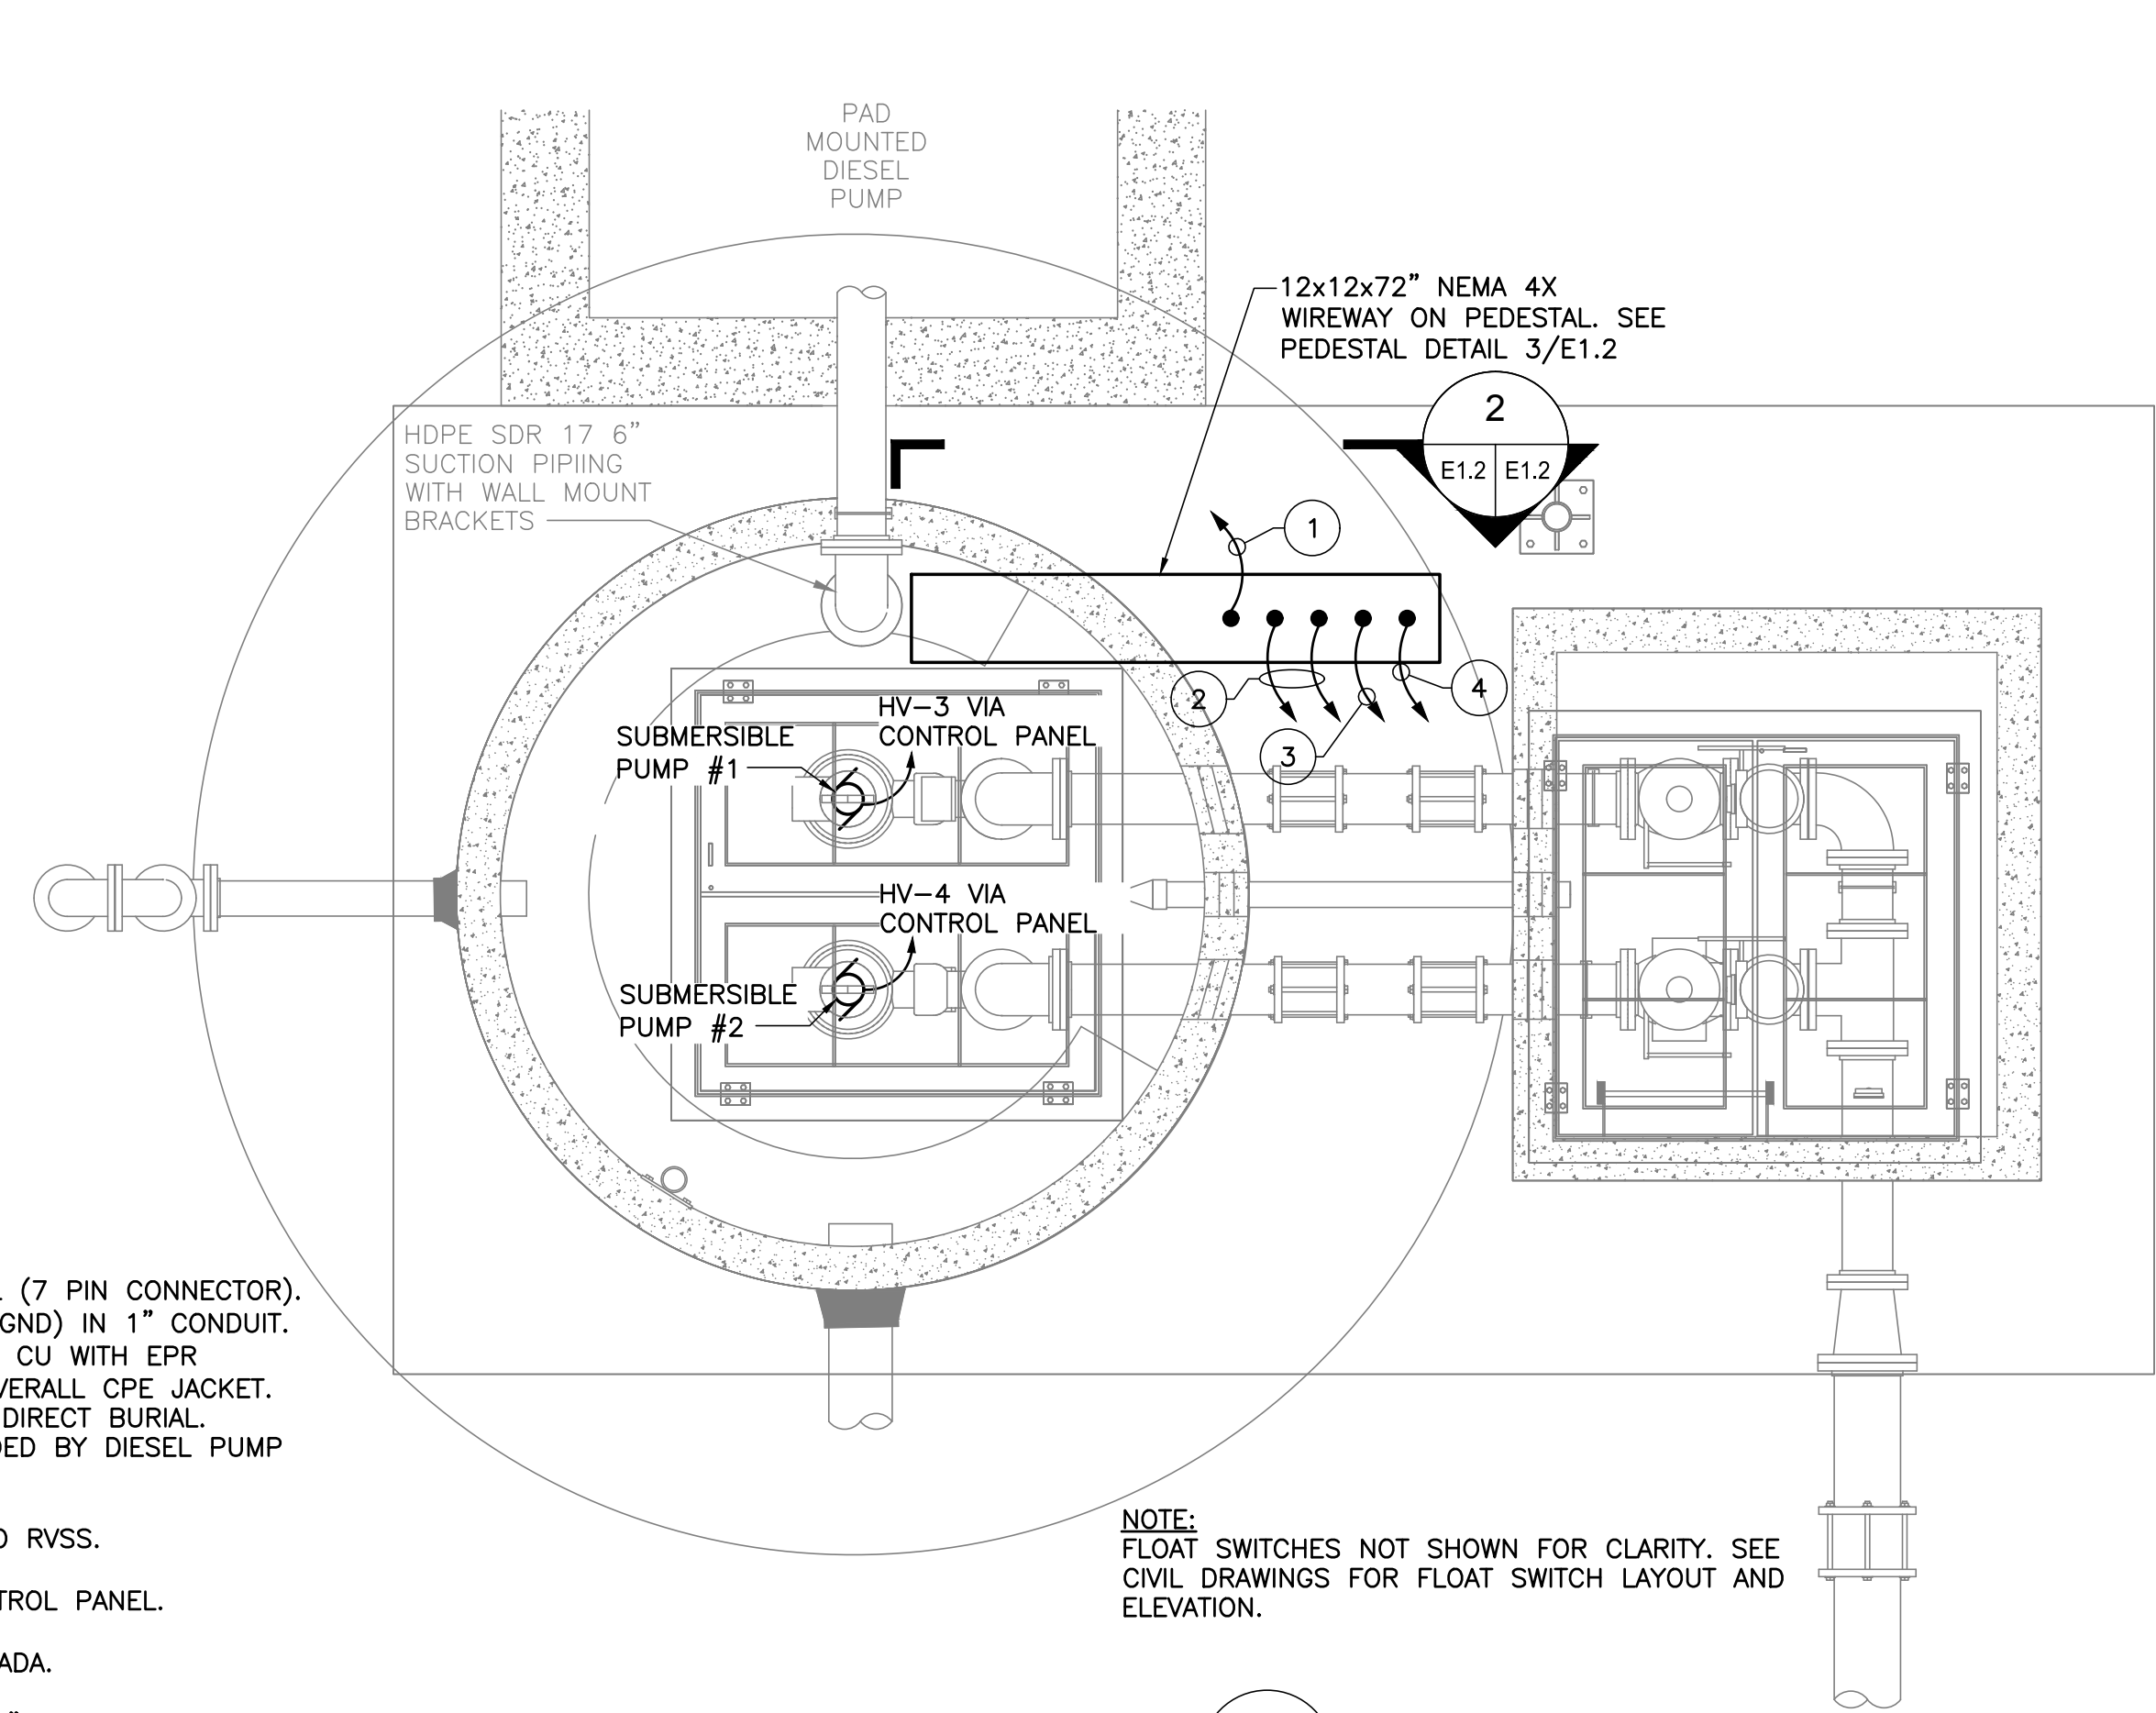 PAD
MOUNTED
DIESEL
PUMP
12x12x72" NEMA 4X
WIREWAY ON PEDESTAL. SEE
PEDESTAL DETAIL 3/E1.2
2
E1.2 E1.2
HDPE SDR 17 6"
SUCTION PIPIING
WITH WALL MOUNT
BRACKETS
1
2
3
4
HV-3 VIA
CONTROL PANEL
SUBMERSIBLE
PUMP #1
HV-4 VIA
CONTROL PANEL
SUBMERSIBLE
PUMP #2
(7 PIN CONNECTOR).
GND) IN 1" CONDUIT.
CU WITH EPR
VERALL CPE JACKET.
DIRECT BURIAL.
DED BY DIESEL PUMP
RVSS.
TROL PANEL.
ADA.
"
NOTE:
FLOAT SWITCHES NOT SHOWN FOR CLARITY. SEE
CIVIL DRAWINGS FOR FLOAT SWITCH LAYOUT AND
ELEVATION.